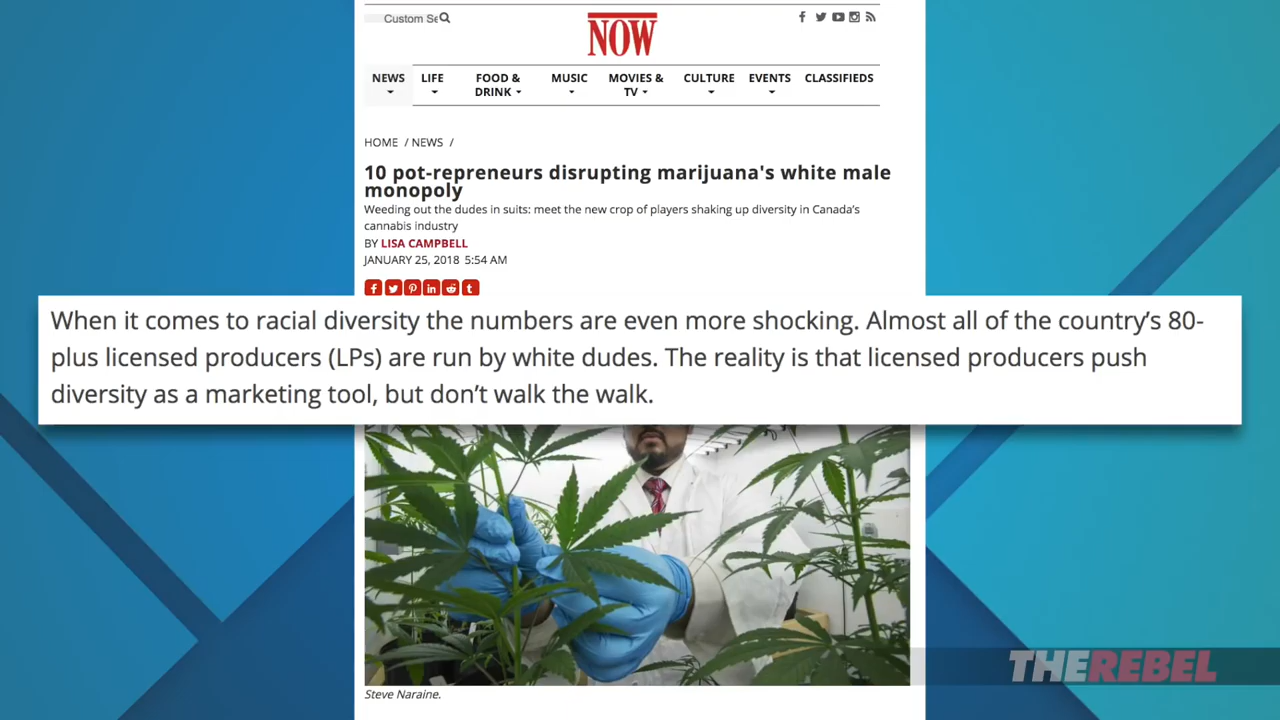 Custom Se
NOW
NEWS
LIFE
FOOD &
DRINK
MUSIC
MOVIES &
TV
CULTURE
EVENTS
CLASSIFIEDS
HOME / NEWS /
10 pot-repreneurs disrupting marijuana's white male
monopoly
Weeding out the dudes in suits: meet the new crop of players shaking up diversity in Canada's
cannabis industry
BY LISA CAMPBELL
JANUARY 25, 2018 5:54 AM
When it comes to racial diversity the numbers are even more shocking. Almost all of the country's 80-
plus licensed producers (LPs) are run by white dudes. The reality is that licensed producers push
diversity as a marketing tool, but don't walk the walk.
THEREBEL
Steve Naraine.